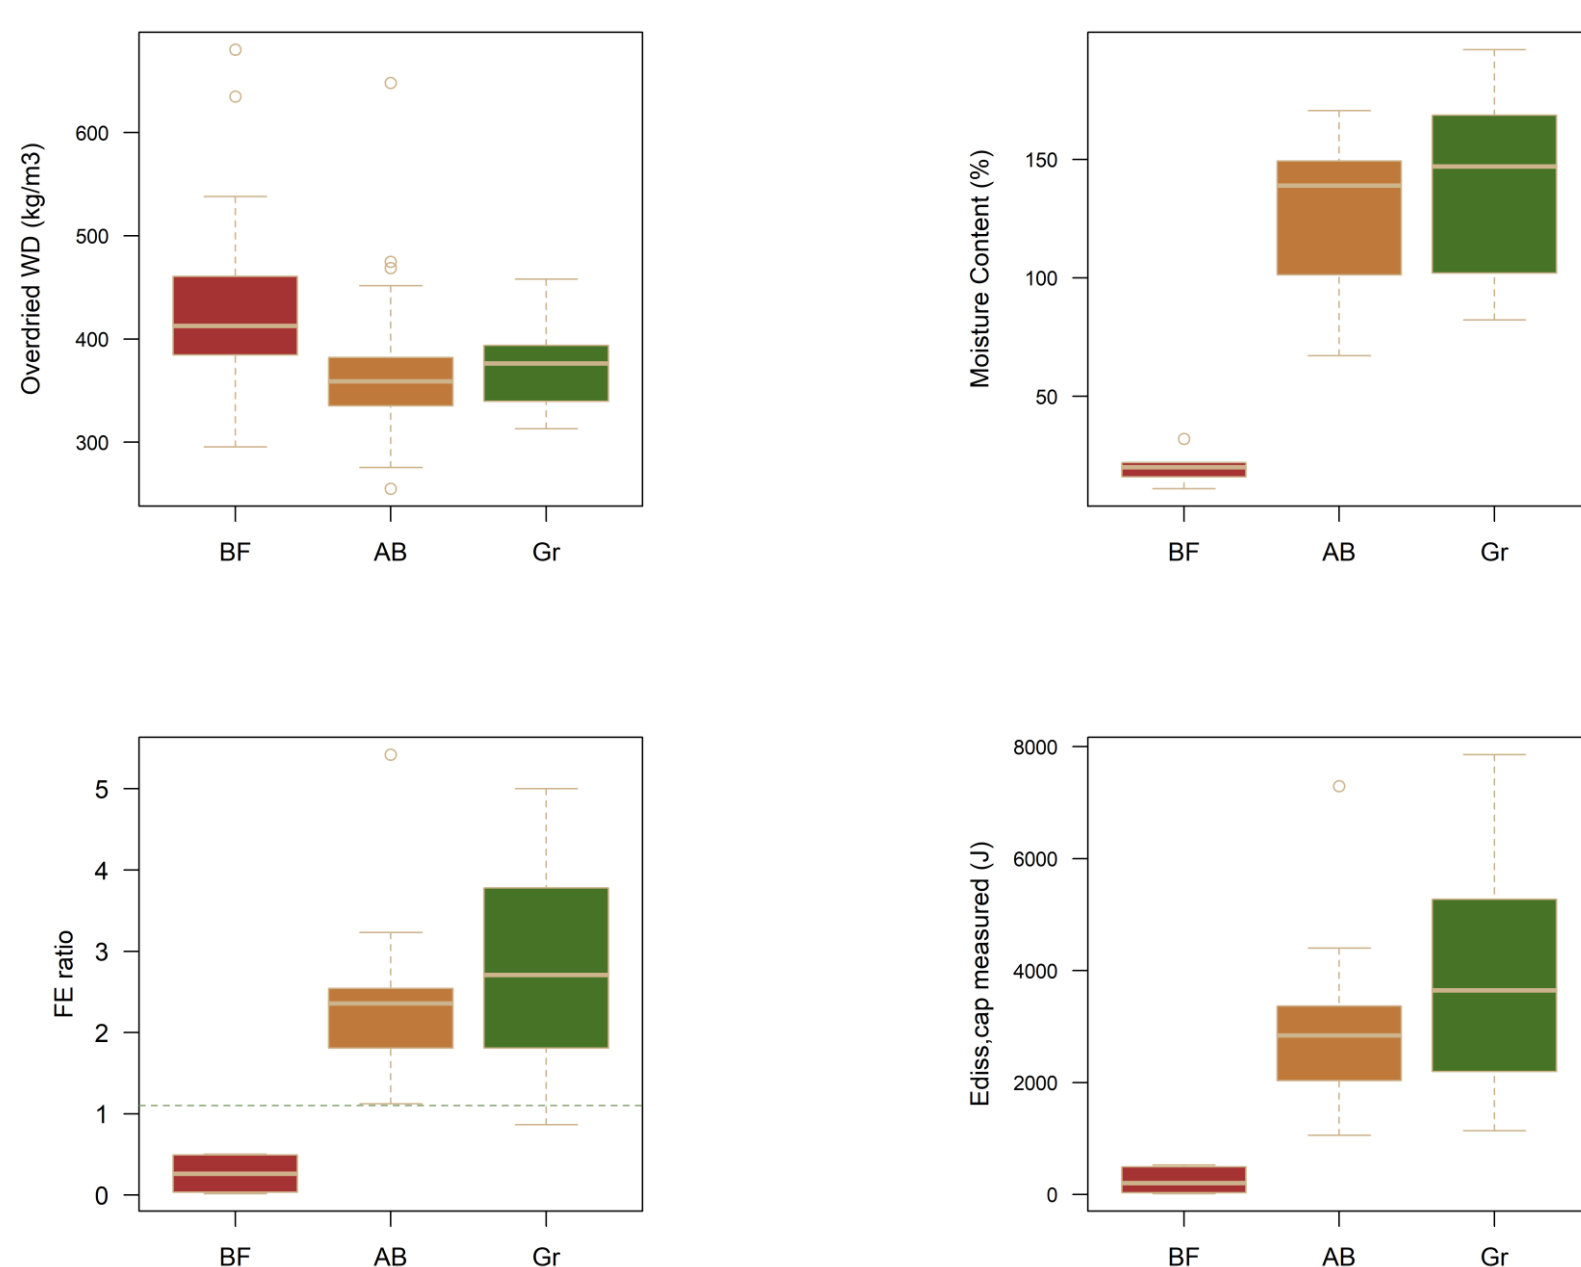 Overdried WD (kg/m3)
600
500
400
300
BF AB Gr
Moisture Content (%)
150
100
50
BF AB Gr
FE ratio
5
4
3
2
1
0
BF AB Gr
Ediss,cap measured (J)
8000
6000
4000
2000
0
BF AB Gr